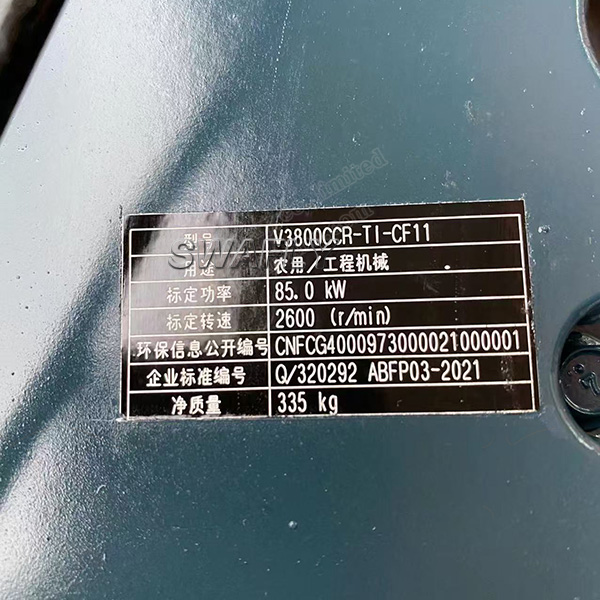 型号 V3800CCR-TI-CF11
SWAFLY
用途 农用/工程机械
标定功率 85.0 kW
标定转速 2600 (r/min)
环保信息公开编号 CNFCG4000973000021000001
企业标准编号 Q/320292 ABFP03-2021
净质量 335 kg